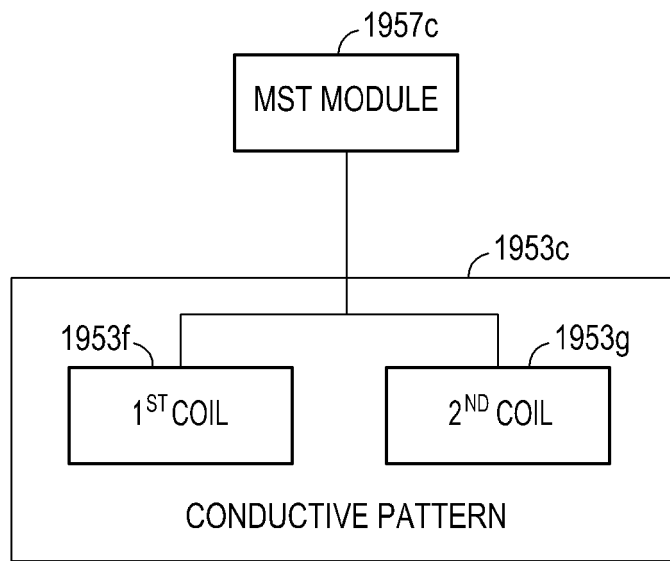 1957c
MST MODULE
1953c
1953f
1953g
1ST COIL
2ND COIL
CONDUCTIVE PATTERN